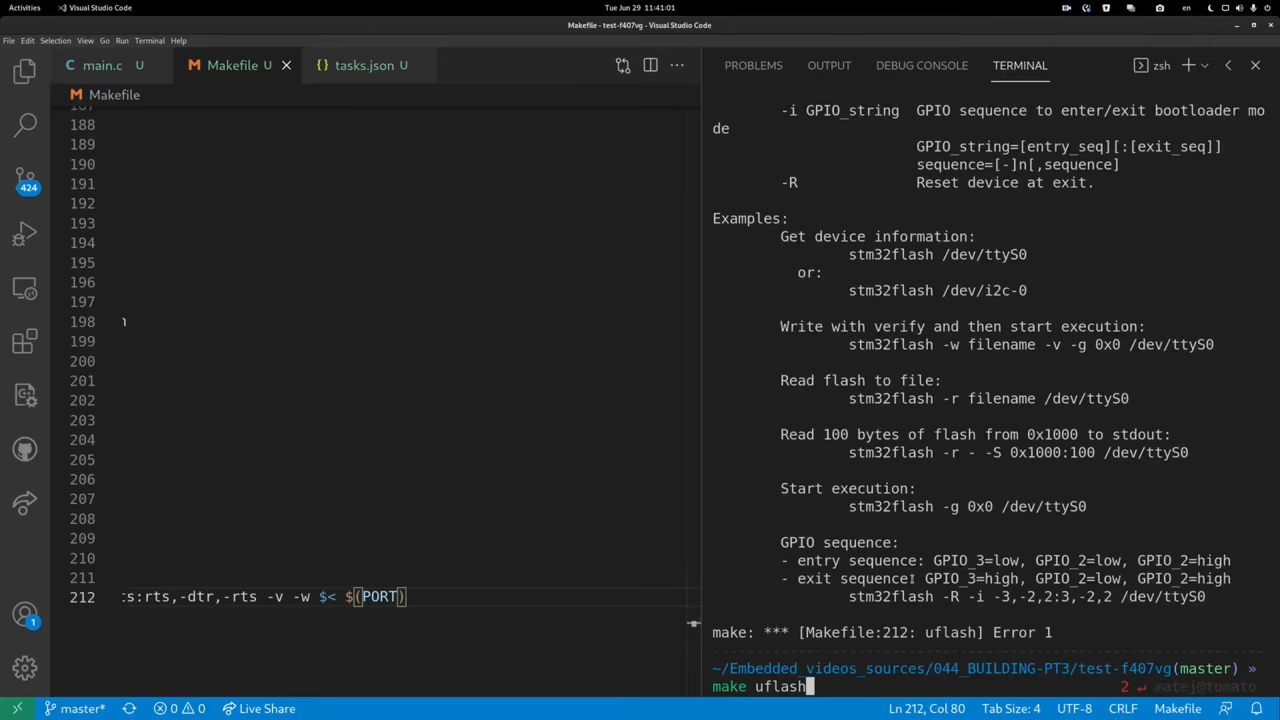 Activities Visual Studio Code Tue Jun 29 11:41:01 en
Makefile - test-f407vg - Visual Studio Code
File Edit Selection View Go Run Terminal Help
main.c U Makefile U tasks.json U PROBLEMS OUTPUT DEBUG CONSOLE TERMINAL zsh
Makefile
188
189
190
191
192
193
194
195
196
197
198
199
200
201
202
203
204
205
206
207
208
209
210
211
212 ts:rts,-dtr,-rts -v -w $< $(PORT)
424
1
-i GPIO_string GPIO sequence to enter/exit bootloader mo
de
GPIO_string=[entry_seq][:[exit_seq]]
sequence=[-]n[,sequence]
-R Reset device at exit.
Examples:
Get device information:
stm32flash /dev/ttyS0
or:
stm32flash /dev/i2c-0
Write with verify and then start execution:
stm32flash -w filename -v -g 0x0 /dev/ttyS0
Read flash to file:
stm32flash -r filename /dev/ttyS0
Read 100 bytes of flash from 0x1000 to stdout:
stm32flash -r - -S 0x1000:100 /dev/ttyS0
Start execution:
stm32flash -g 0x0 /dev/ttyS0
GPIO sequence:
- entry sequence: GPIO_3=low, GPIO_2=low, GPIO_2=high
- exit sequence: GPIO_3=high, GPIO_2=low, GPIO_2=high
stm32flash -R -i -3,-2,2:3,-2,2 /dev/ttyS0
make: *** [Makefile:212: uflash] Error 1
~/Embedded_videos_sources/044_BUILDING-PT3/test-f407vg(master) »
make uflash 2 ↵ matej@tomato
master* 0 0 Live Share Ln 212, Col 80 Tab Size: 4 UTF-8 CRLF Makefile